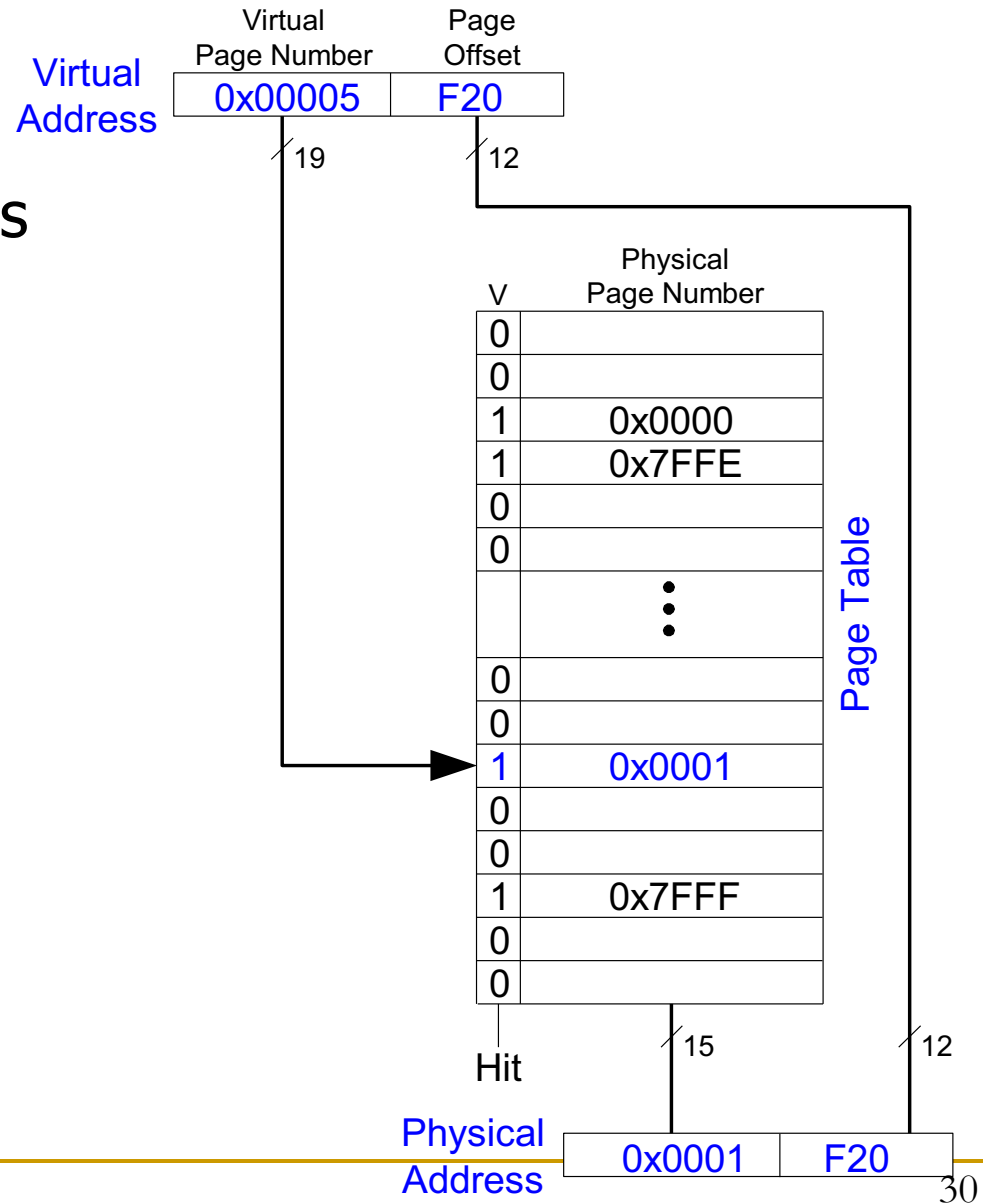 Virtual
Page Number
Page
Offset
Virtual
Address
0x00005
F20
19
12
s
Physical
Page Number
V
0
0
1 0x0000
1 0x7FFE
0
0
0
0
1 0x0001
0
0
1 0x7FFF
0
0
Page Table
Hit
15
12
Physical
Address
0x0001
F20
30